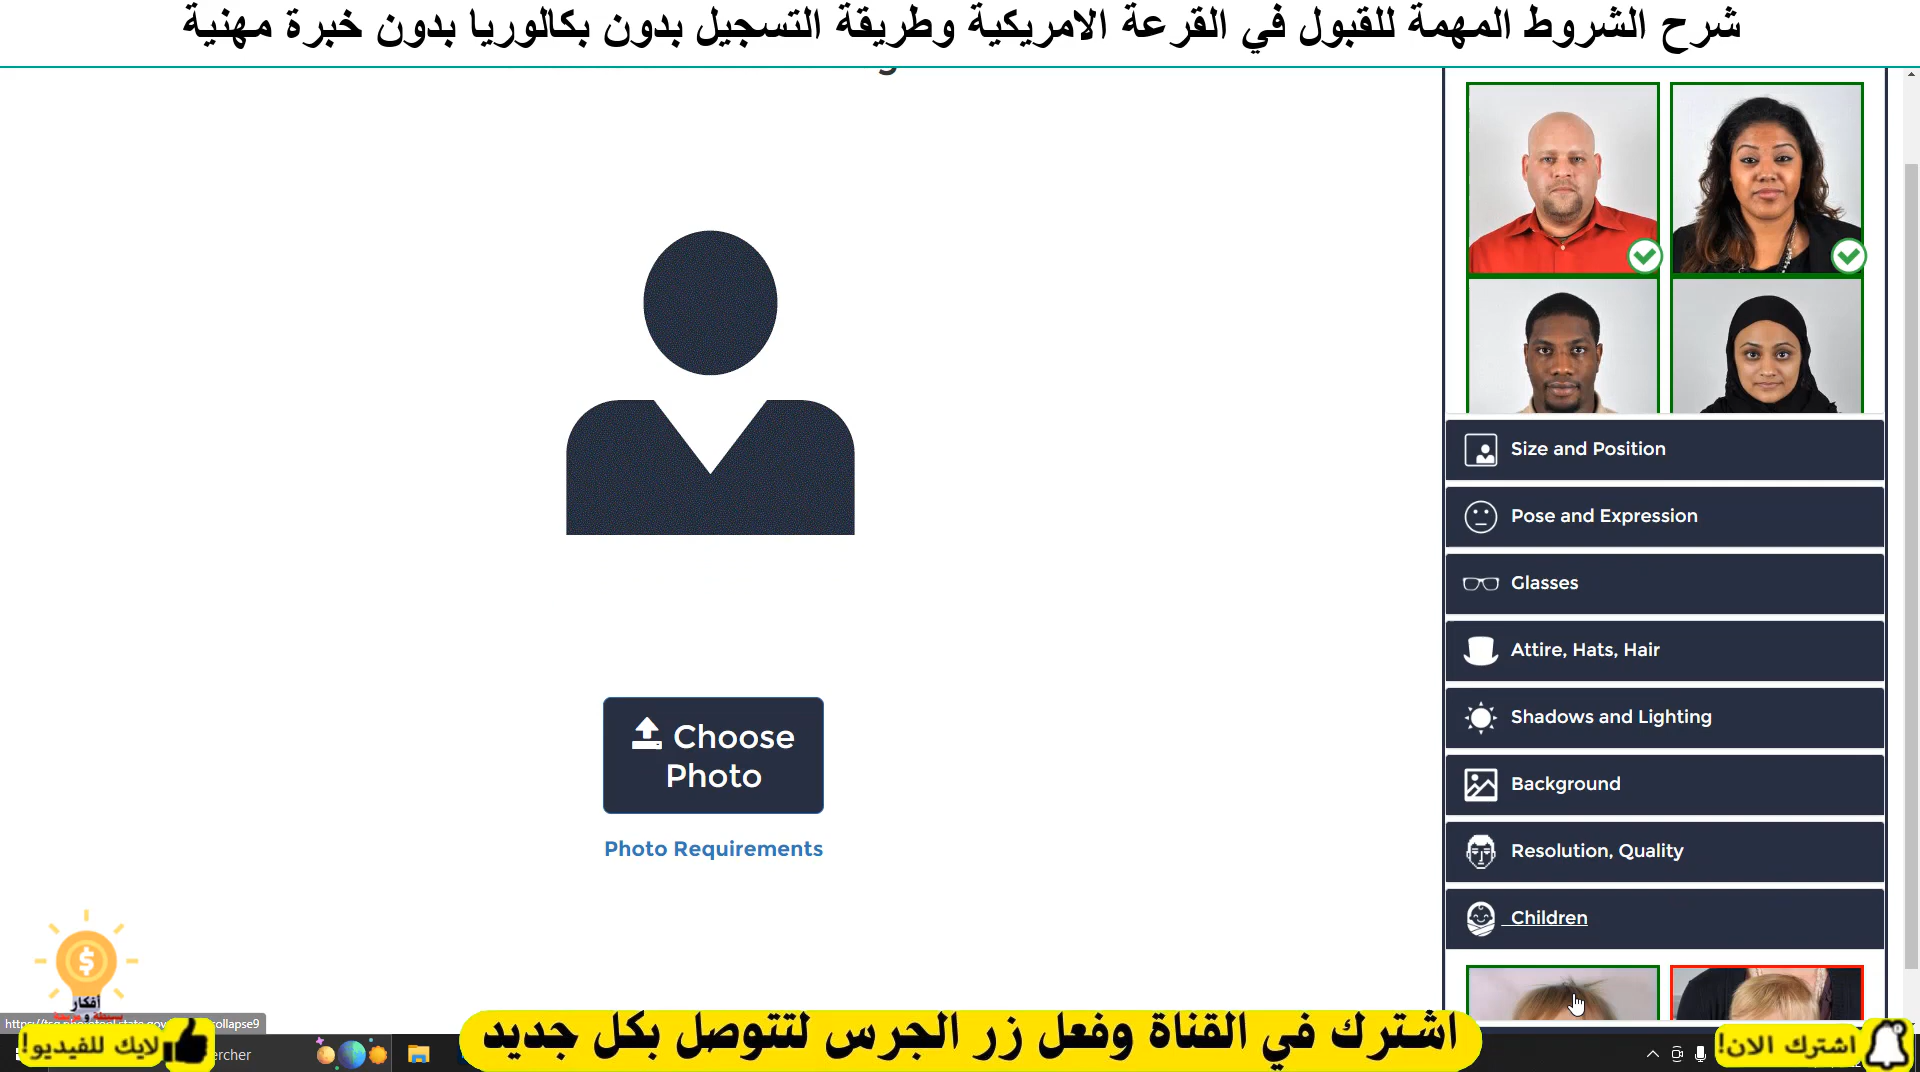 شرح الشروط المهمة للقبول في القرعة الامريكية وطريقة التسجيل بدون بكالوريا بدون خبرة مهنية
Size and Position
Pose and Expression
Glasses
Attire, Hats, Hair
Shadows and Lighting
Background
Resolution, Quality
Children
Choose
Photo
Photo Requirements
$
أفكار
collapse9
لايك للفيديو!
cher
اشترك في القناة وفعل زر الجرس لتتوصل بكل جديد
اشترك الان!